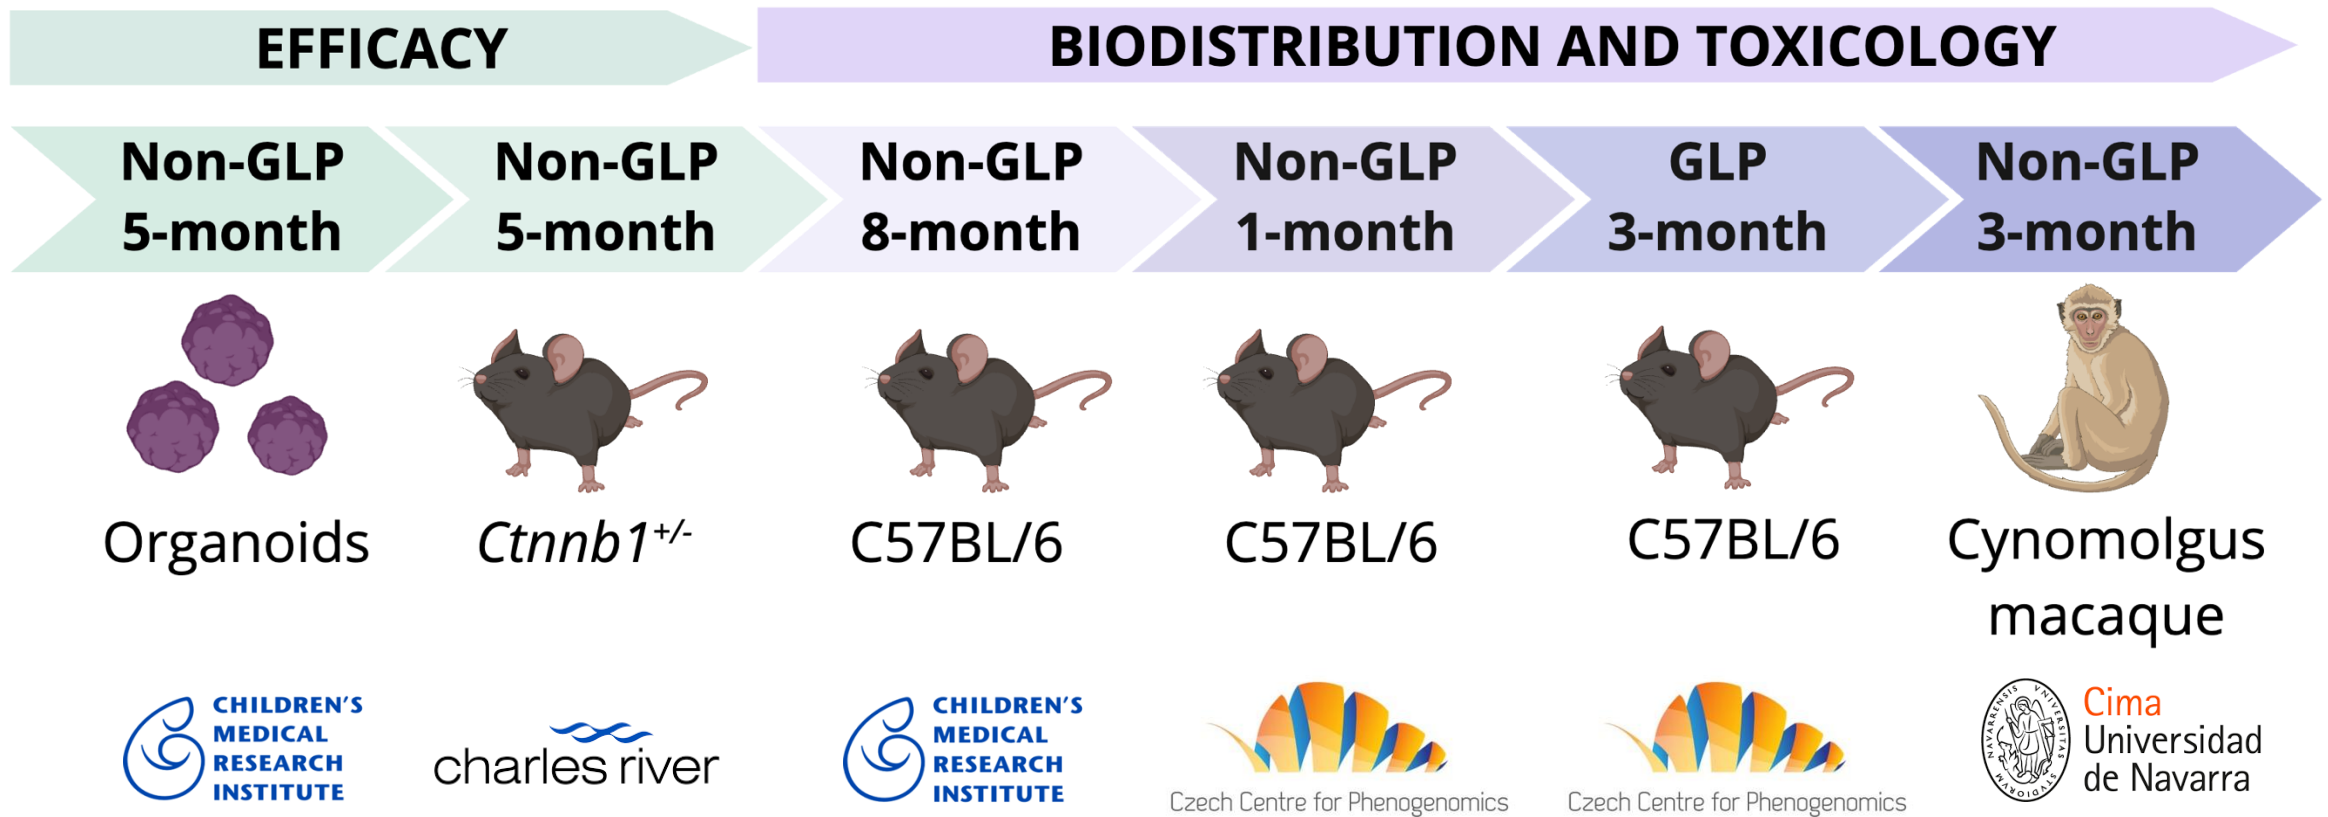 EFFICACY
BIODISTRIBUTION AND TOXICOLOGY
Non-GLP
5-month
Non-GLP
5-month
Non-GLP
8-month
Non-GLP
1-month
GLP
3-month
Non-GLP
3-month
Organoids
Ctnnb1+/-
C57BL/6
C57BL/6
C57BL/6
Cynomolgus
macaque
CHILDREN'S
MEDICAL
RESEARCH
INSTITUTE
charles river
CHILDREN'S
MEDICAL
RESEARCH
INSTITUTE
Czech Centre for Phenogenomics
Czech Centre for Phenogenomics
Cima
Universidad
de Navarra